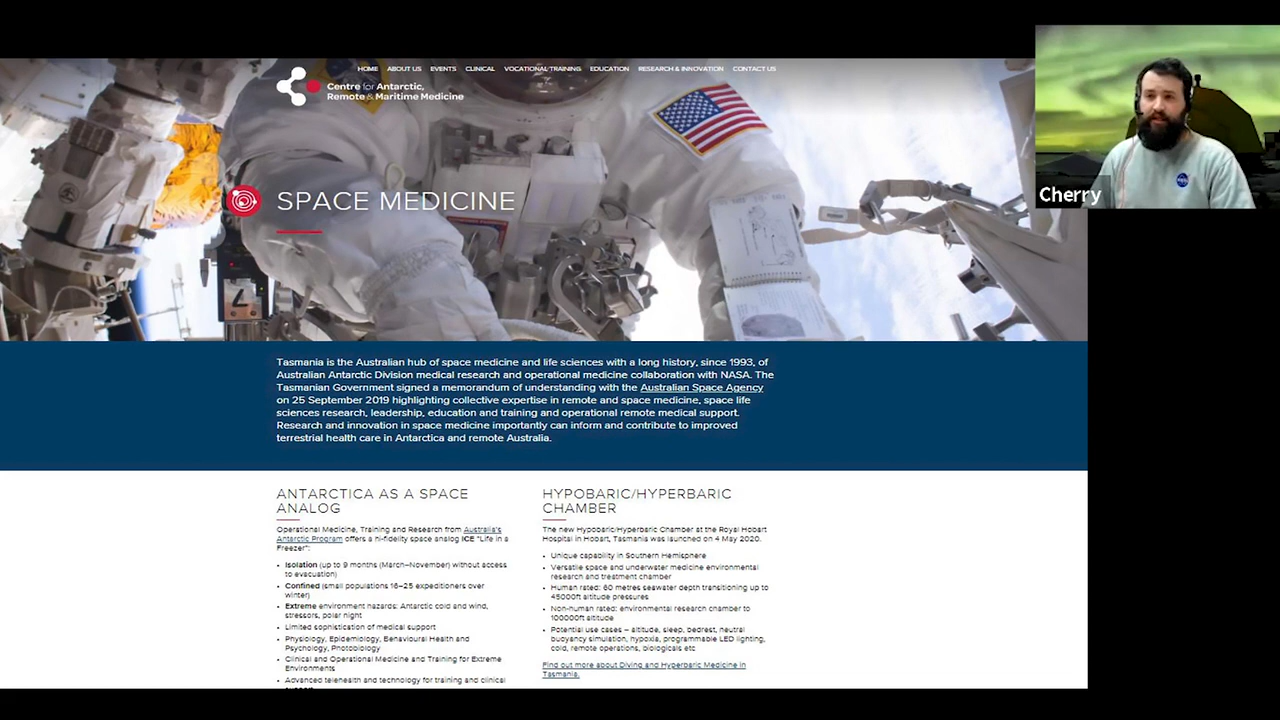 HOME ABOUT US EVENTS CLINICAL VOCATIONAL TRAINING EDUCATION RESEARCH & INNOVATION CONTACT US
Centre for Antarctic,
Remote & Maritime Medicine
NASA
Cherry
SPACE MEDICINE
Tasmania is the Australian hub of space medicine and life sciences with a long history, since 1993, of
Australian Antarctic Division medical research and operational medicine collaboration with NASA. The
Tasmanian Government signed a memorandum of understanding with the Australian Space Agency
on 25 September 2019 highlighting collective expertise in remote and space medicine, space life
sciences research, leadership, education and training and operational remote medical support.
Research and innovation in space medicine importantly can inform and contribute to improved
terrestrial health care in Antarctica and remote Australia.
ANTARCTICA AS A SPACE
ANALOG
Operational Medicine, Training and Research from Australia's
Antarctic Program offers a hi-fidelity space analog ICE "Life in a
Freezer":
• Isolation (up to 9 months (March–November) without access
to evacuation)
• Confined (small populations 16–25 expeditioners over
winter)
• Extreme environment hazards: Antarctic cold and wind,
stressors, polar night
• Limited sophistication of medical support
• Physiology, Epidemiology, Behavioural Health and
Psychology, Photobiology
• Clinical and Operational Medicine and Training for Extreme
Environments
• Advanced telehealth and technology for training and clinical
support
HYPOBARIC/HYPERBARIC
CHAMBER
The new Hypobaric/Hyperbaric Chamber at the Royal Hobart
Hospital in Hobart, Tasmania was launched on 4 May 2020.
• Unique capability in Southern Hemisphere
• Versatile space and underwater medicine environmental
research and treatment chamber
• Human rated: 60 metres seawater depth transitioning up to
45000ft altitude pressures
• Non-human rated: environmental research chamber to
100000ft altitude
• Potential use cases – altitude, sleep, bedrest, neutral
buoyancy simulation, hypoxia, programmable LED lighting,
cold, remote operations, biologicals etc
Find out more about Diving and Hyperbaric Medicine in
Tasmania.